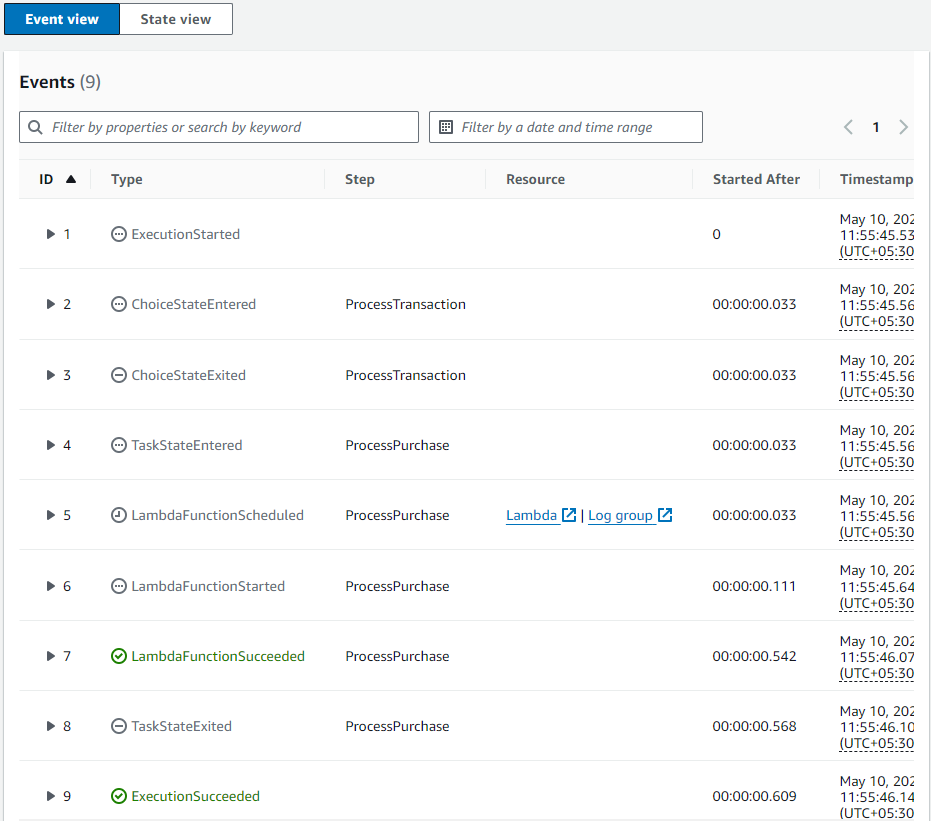 Event view State view
Events (9)
Filter by properties or search by keyword Filter by a date and time range 1
ID Type Step Resource Started After Timestamp
1 ExecutionStarted 0 May 10, 202
11:55:45.53
(UTC+05:30
2 ChoiceStateEntered ProcessTransaction 00:00:00.033 May 10, 202
11:55:45.56
(UTC+05:30
3 ChoiceStateExited ProcessTransaction 00:00:00.033 May 10, 202
11:55:45.56
(UTC+05:30
4 TaskStateEntered ProcessPurchase 00:00:00.033 May 10, 202
11:55:45.56
(UTC+05:30
5 LambdaFunctionScheduled ProcessPurchase Lambda | Log group 00:00:00.033 May 10, 202
11:55:45.56
(UTC+05:30
6 LambdaFunctionStarted ProcessPurchase 00:00:00.111 May 10, 202
11:55:45.64
(UTC+05:30
7 LambdaFunctionSucceeded ProcessPurchase 00:00:00.542 May 10, 202
11:55:46.07
(UTC+05:30
8 TaskStateExited ProcessPurchase 00:00:00.568 May 10, 202
11:55:46.10
(UTC+05:30
9 ExecutionSucceeded 00:00:00.609 May 10, 202
11:55:46.14
(UTC+05:30